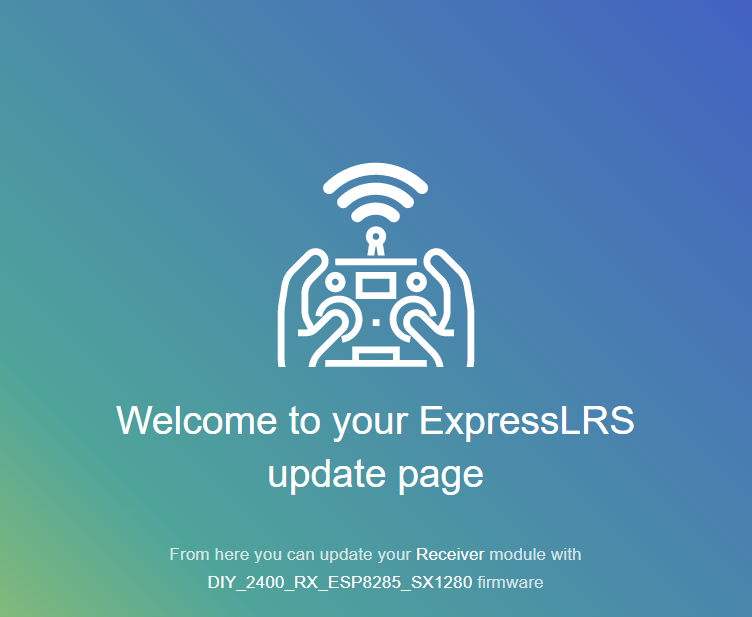 Welcome to your ExpressLRS
update page
From here you can update your Receiver module with
DIY_2400_RX_ESP8285_SX1280 firmware